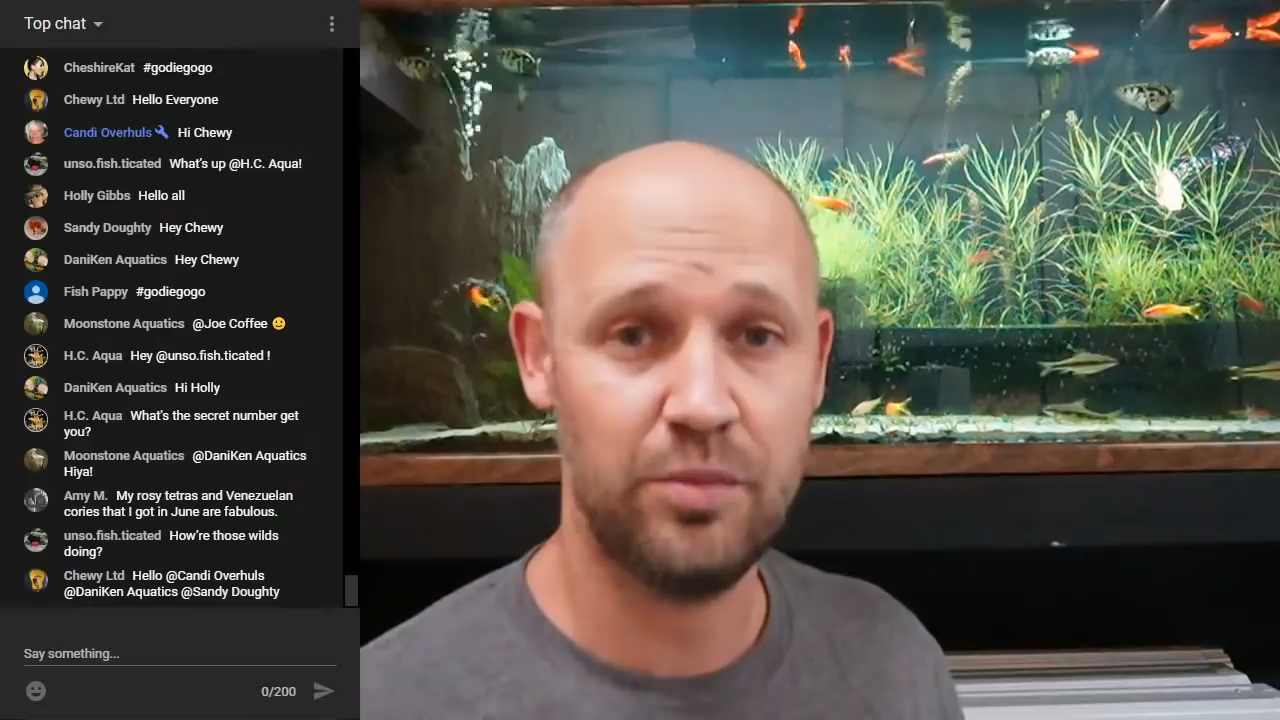 Top chat
CheshireKat #godiegogo
Chewy Ltd Hello Everyone
Candi Overhuls Hi Chewy
unso.fish.ticated What's up @H.C. Aqua!
Holly Gibbs Hello all
Sandy Doughty Hey Chewy
DaniKen Aquatics Hey Chewy
Fish Pappy #godiegogo
Moonstone Aquatics @Joe Coffee 🙂
H.C. Aqua Hey @unso.fish.ticated !
DaniKen Aquatics Hi Holly
H.C. Aqua What's the secret number get
you?
Moonstone Aquatics @DaniKen Aquatics
Hiya!
Amy M. My rosy tetras and Venezuelan
cories that I got in June are fabulous.
unso.fish.ticated How're those wilds
doing?
Chewy Ltd Hello @Candi Overhuls
@DaniKen Aquatics @Sandy Doughty
Say something...
0/200